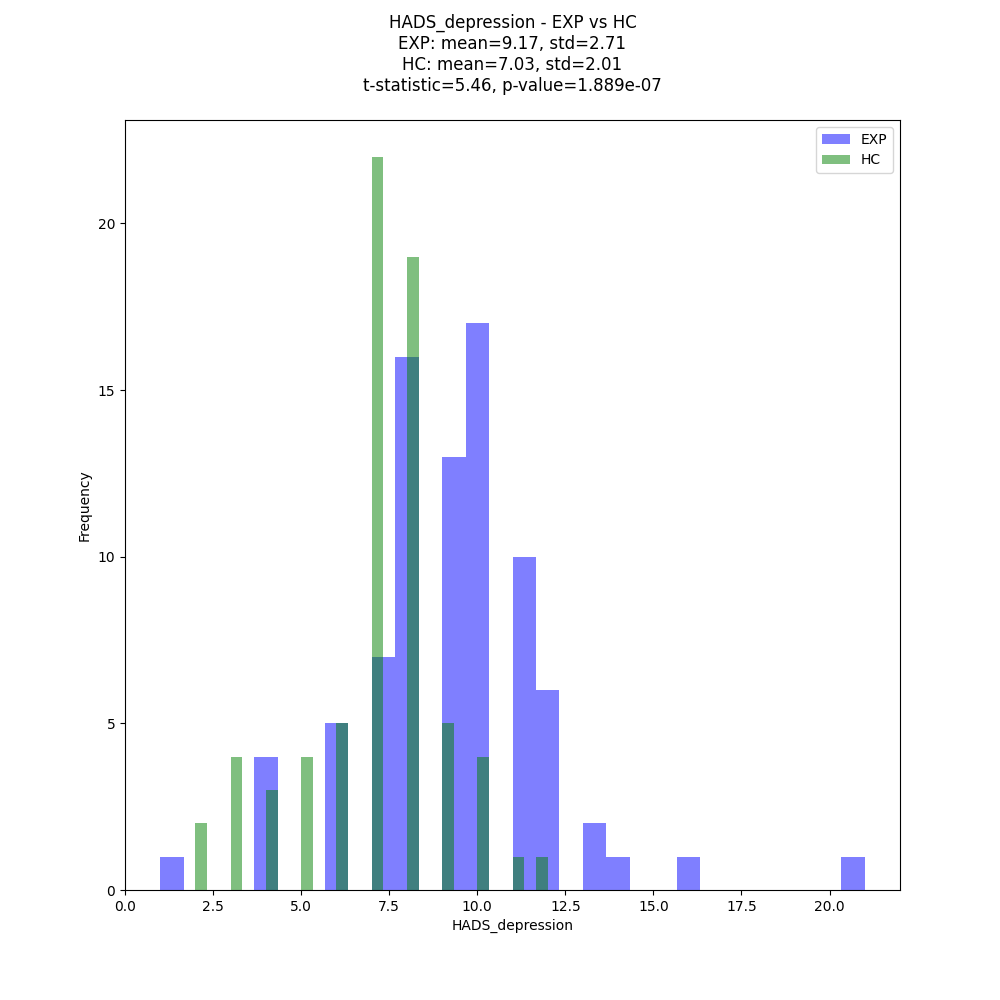 HADS_depression - EXP vs HC
EXP: mean=9.17, std=2.71
HC: mean=7.03, std=2.01
t-statistic=5.46, p-value=1.889e-07
EXP
HC
20
15
10
5
0
Frequency
0.0 2.5 5.0 7.5 10.0 12.5 15.0 17.5 20.0
HADS_depression